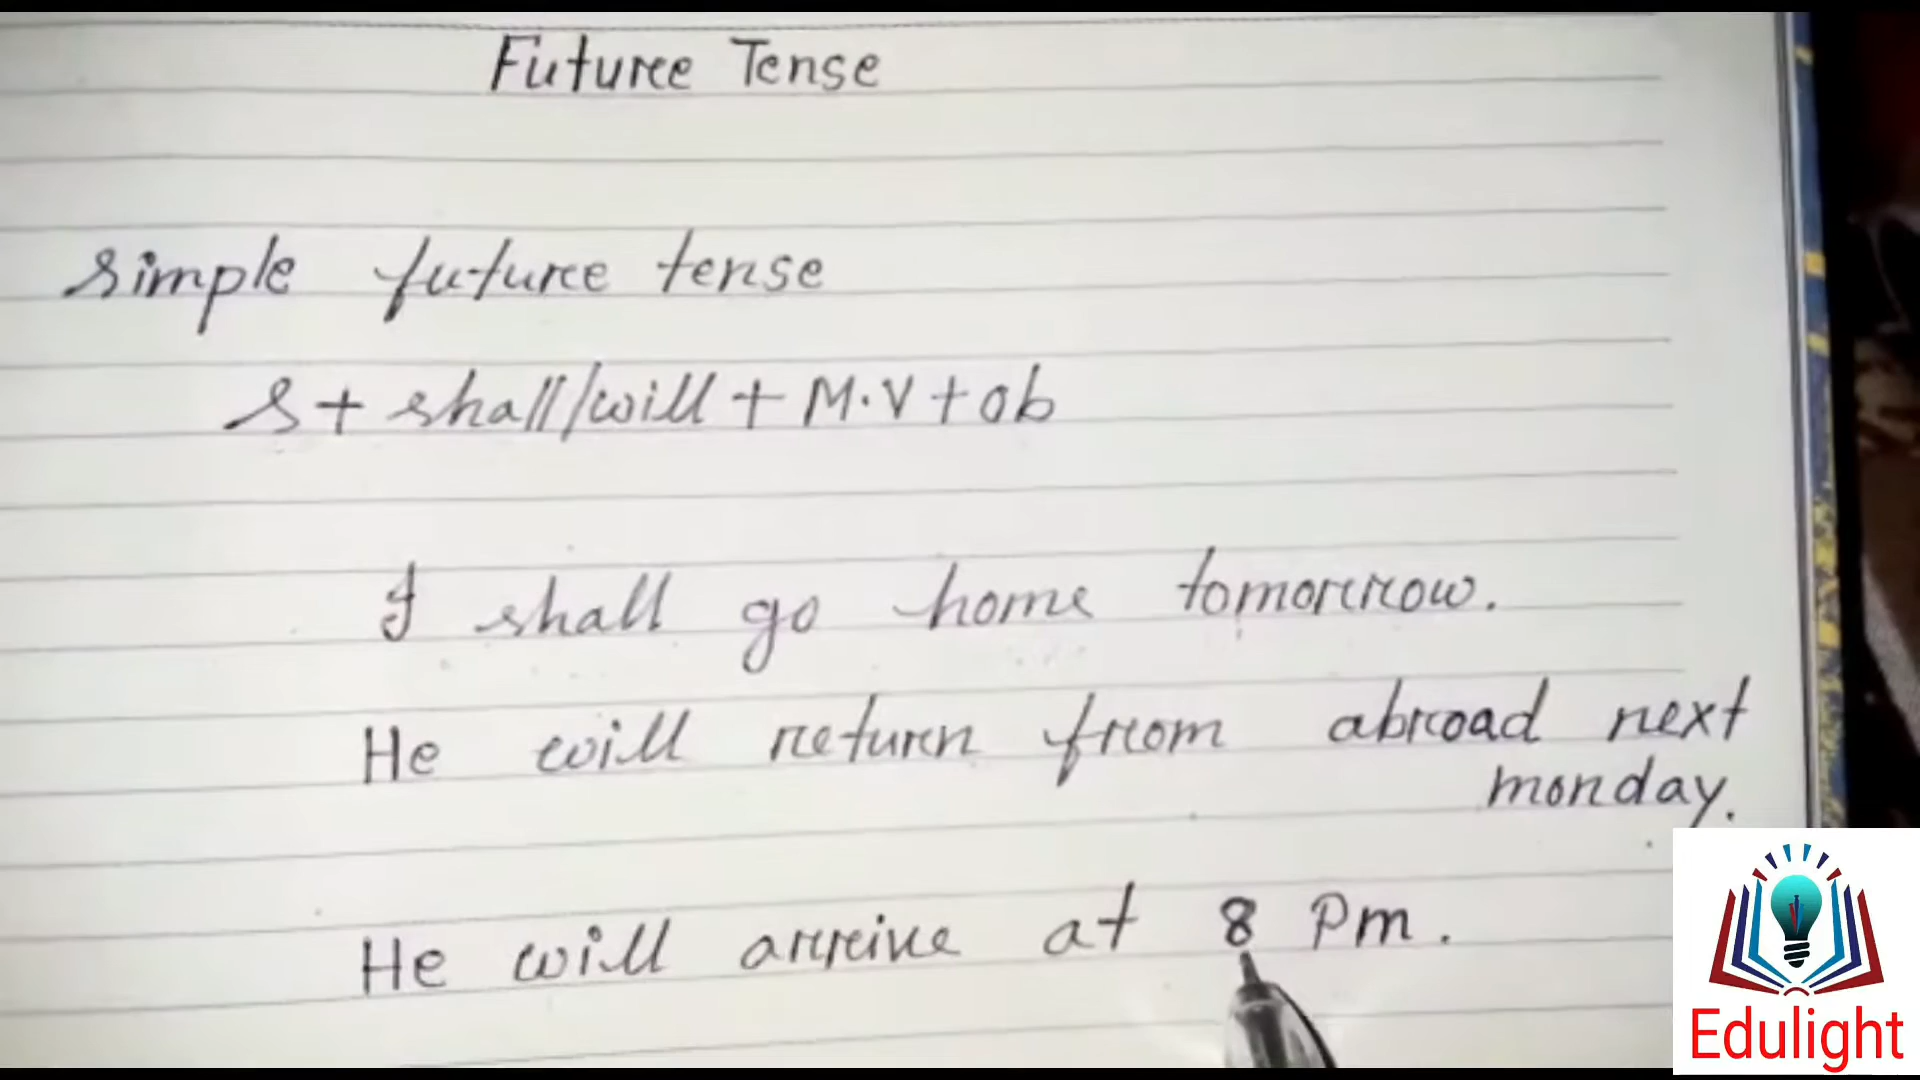 Future Tense
simple future tense
S + shall/will + M.V + ob
I shall go home tomorrow.
He will return from abroad next
monday.
He will arrive at 8 Pm.
Edulight